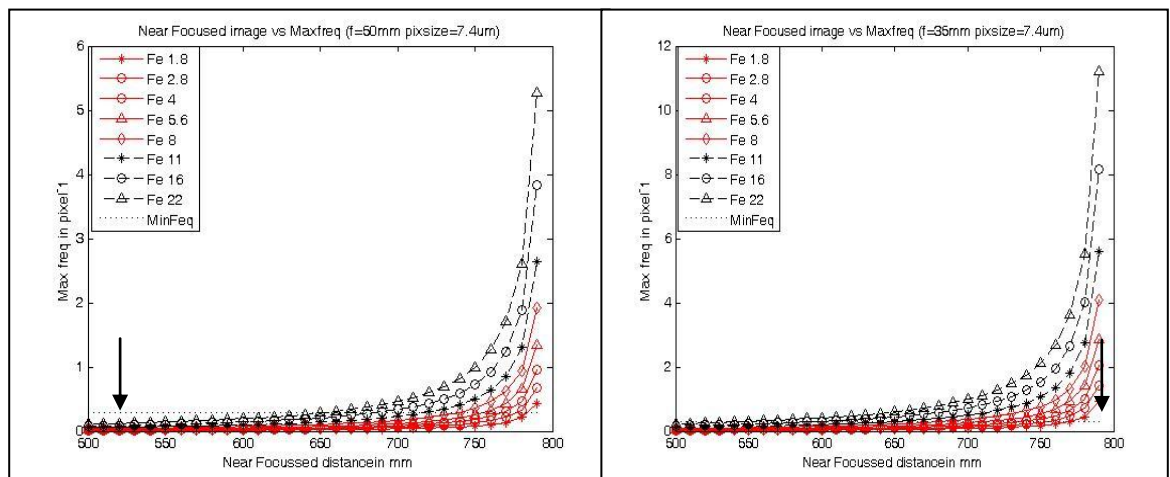 Near Focused image vs Maxfreq (f=50mm pixsize=7.4um)
6
5
4
3
2
1
0
Max freq in pixel-1
Fe 1.8
Fe 2.8
Fe 4
Fe 5.6
Fe 8
Fe 11
Fe 16
Fe 22
MinFeq
500 550 600 650 700 750 800
Near Focussed distancein mm
Near Focused image vs Maxfreq (f=35mm pixsize=7.4um)
12
10
8
6
4
2
0
Max freq in pixel-1
Fe 1.8
Fe 2.8
Fe 4
Fe 5.6
Fe 8
Fe 11
Fe 16
Fe 22
MinFeq
500 550 600 650 700 750 800
Near Focussed distancein mm